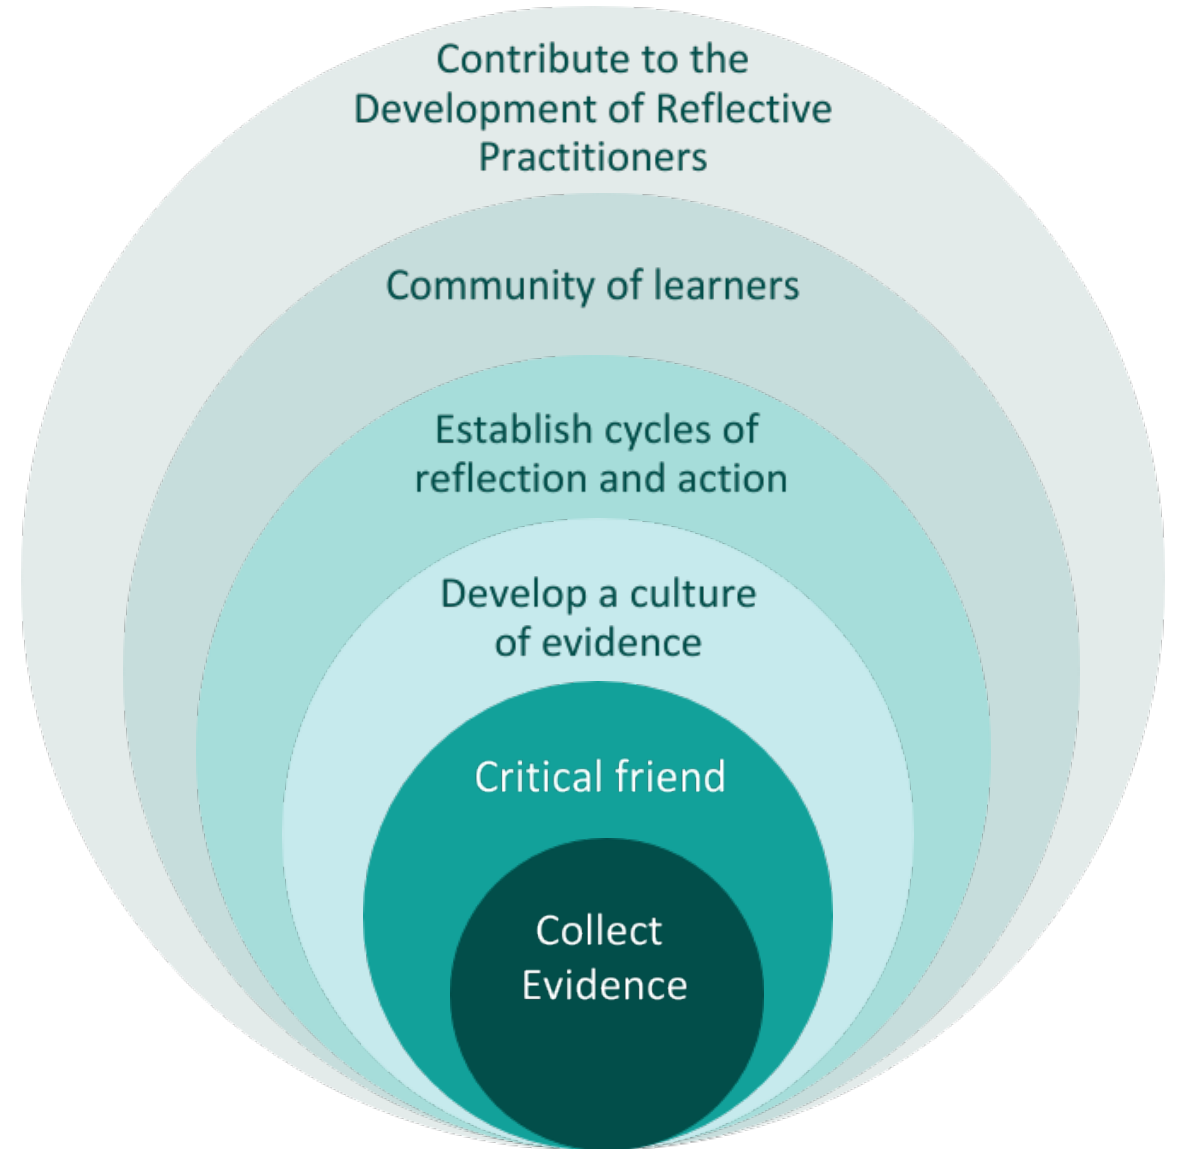 Contribute to the
Development of Reflective
Practitioners
Community of learners
Establish cycles of
reflection and action
Develop a culture
of evidence
Critical friend
Collect
Evidence